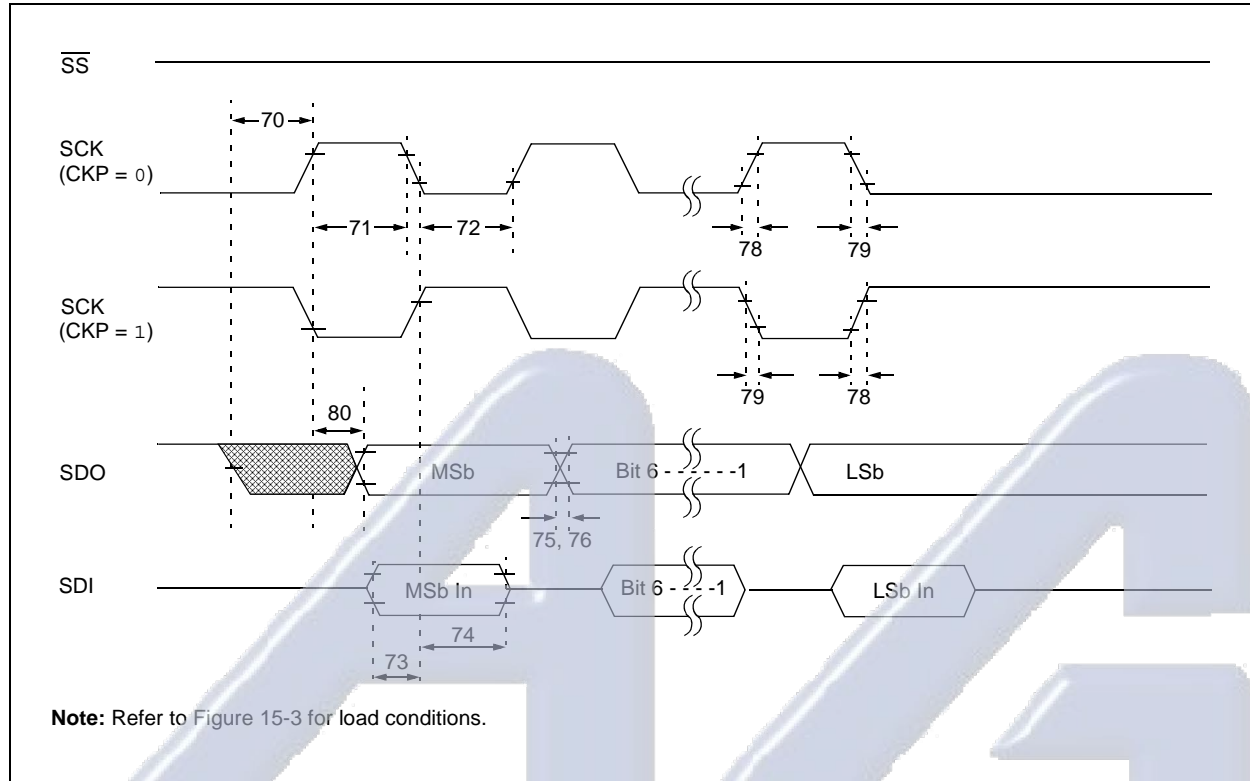 SS
70
SCK
(CKP = 0)
71
72
78
79
SCK
(CKP = 1)
79
78
80
SDO
MSb
Bit 6 - - - - - - -1
LSb
75, 76
SDI
MSb In
Bit 6 - - - -1
LSb In
74
73
Note: Refer to Figure 15-3 for load conditions.